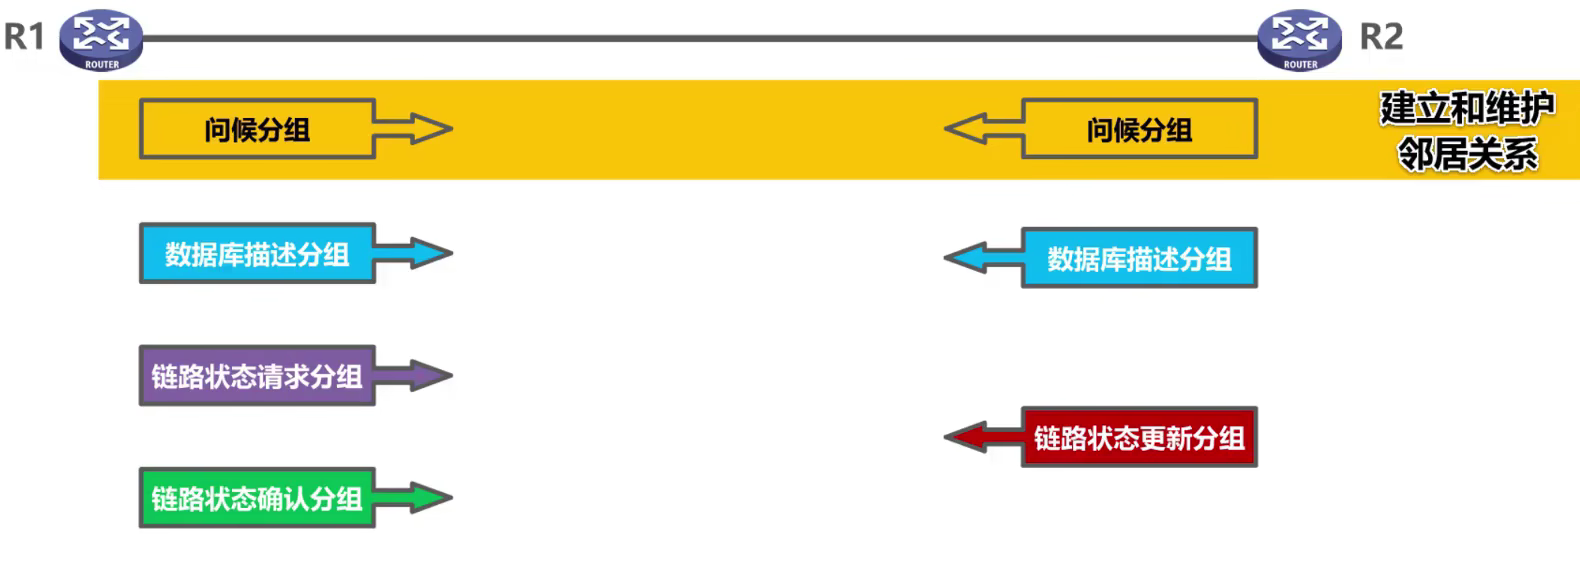 R1
ROUTER
ROUTER
R2
问候分组
问候分组
建立和维护
邻居关系
数据库描述分组
数据库描述分组
链路状态请求分组
链路状态更新分组
链路状态确认分组